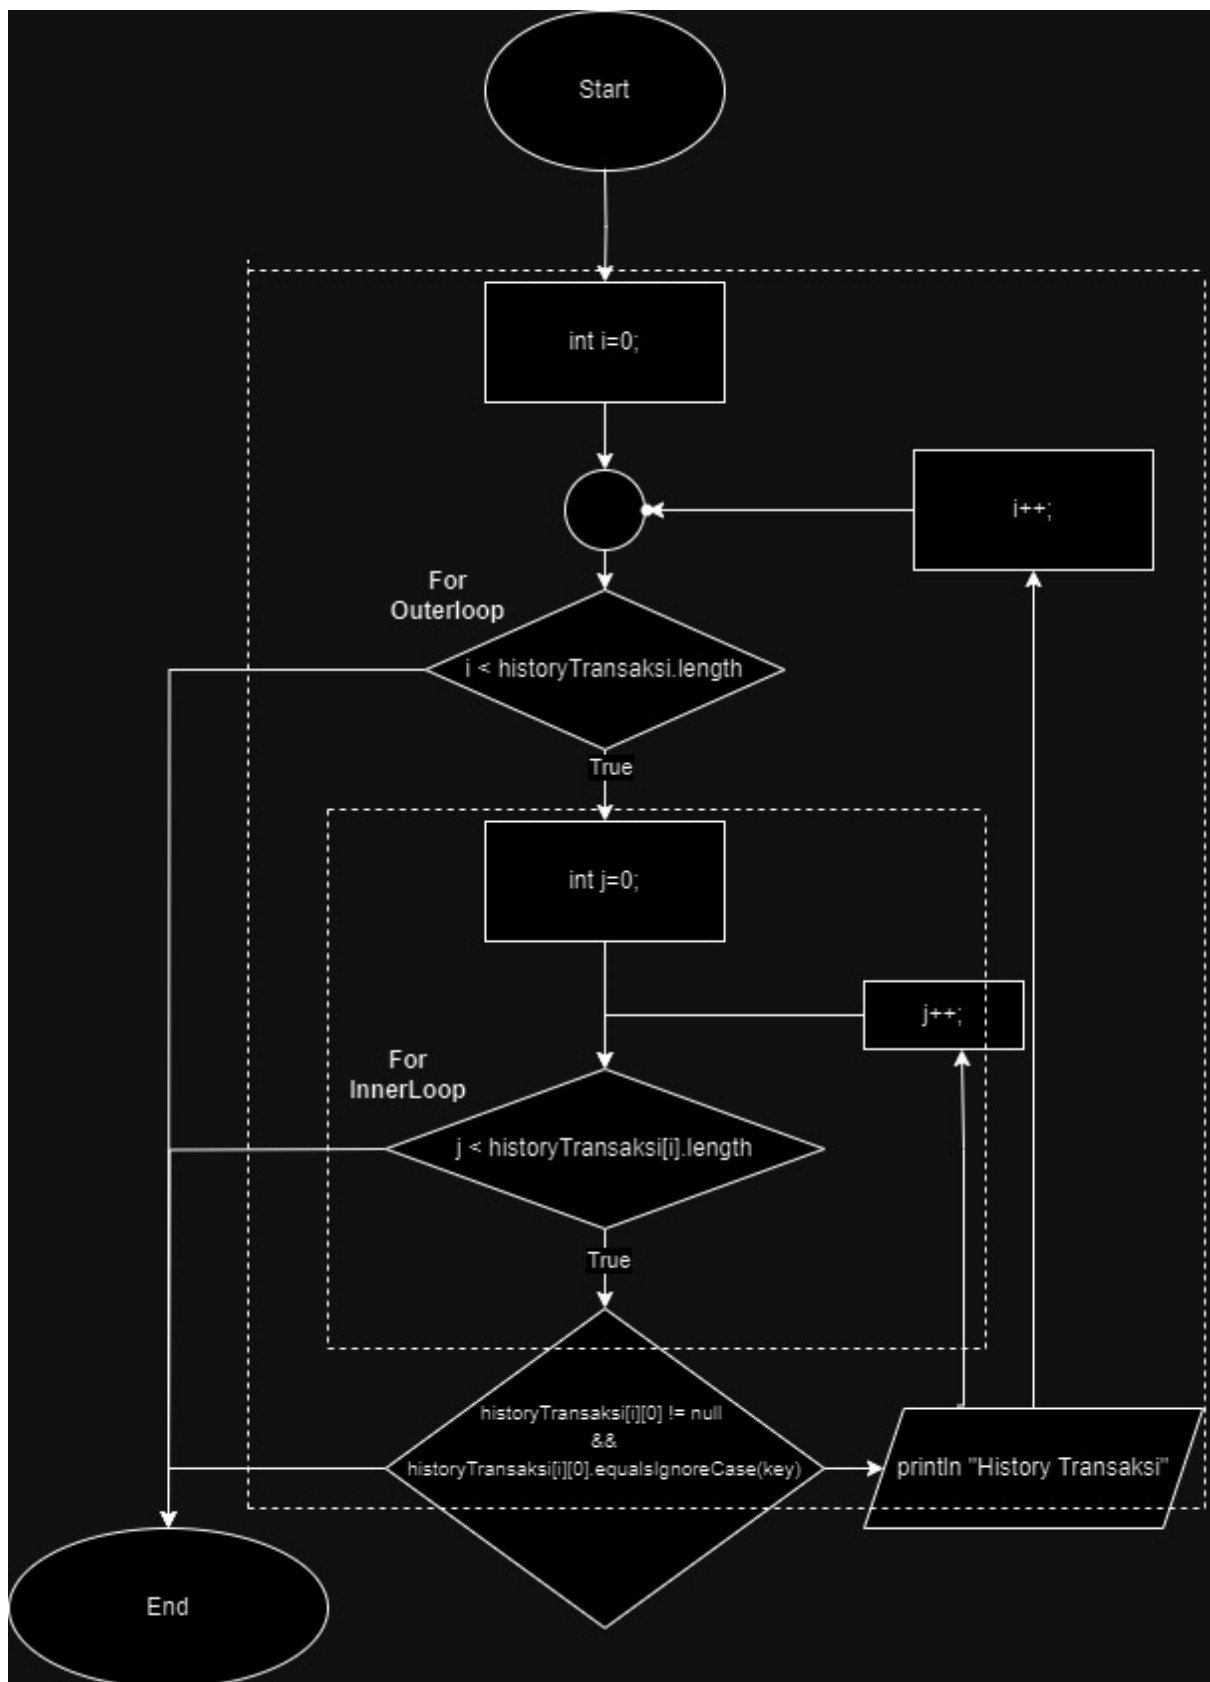 Start
int i=0;
i++;
For
Outerloop
i < historyTransaksi.length
True
int j=0;
j++;
For
InnerLoop
j < historyTransaksi[i].length
True
historyTransaksi[i][0] != null
&&
historyTransaksi[i][0].equalsIgnoreCase(key)
println "History Transaksi"
End